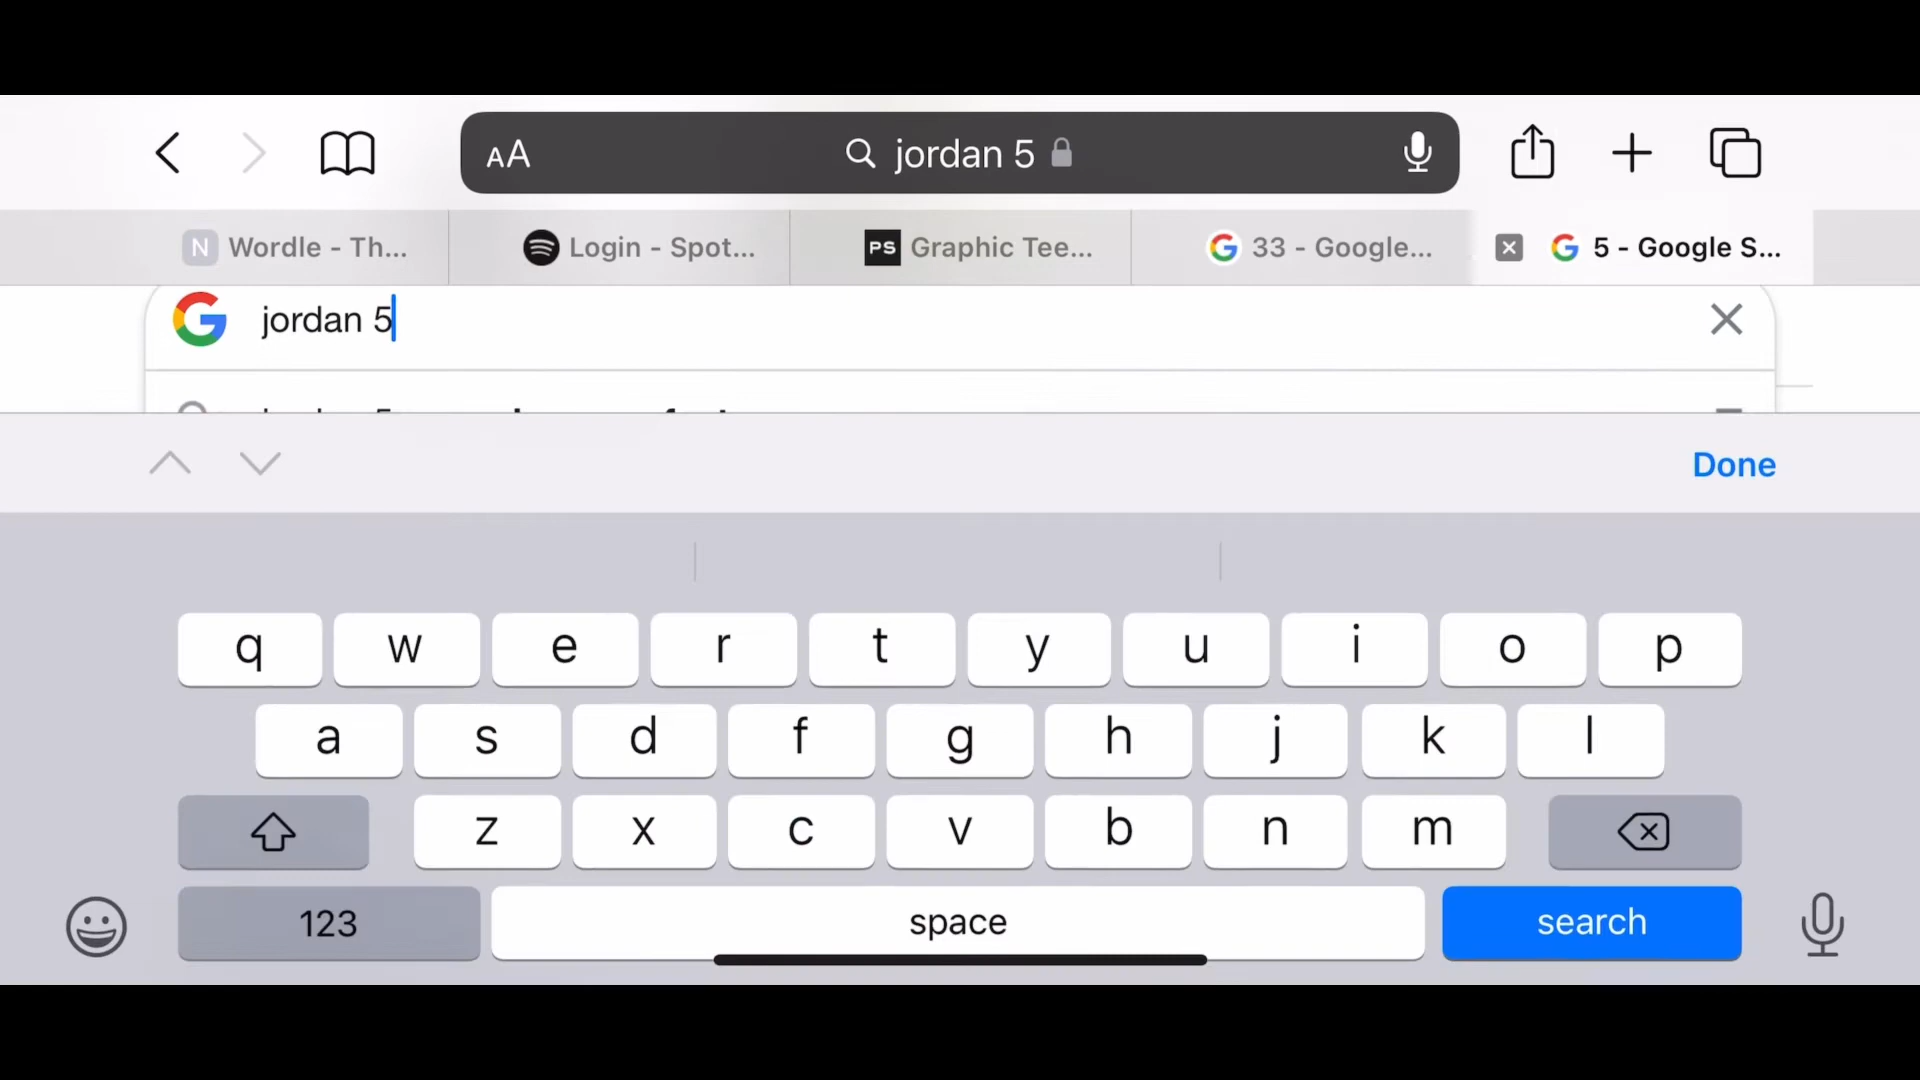 AA jordan 5
N Wordle - Th... Login - Spot... PS Graphic Tee... 33 - Google... 5 - Google S...
jordan 5
Done
q w e r t y u i o p
a s d f g h j k l
z x c v b n m
123 space search